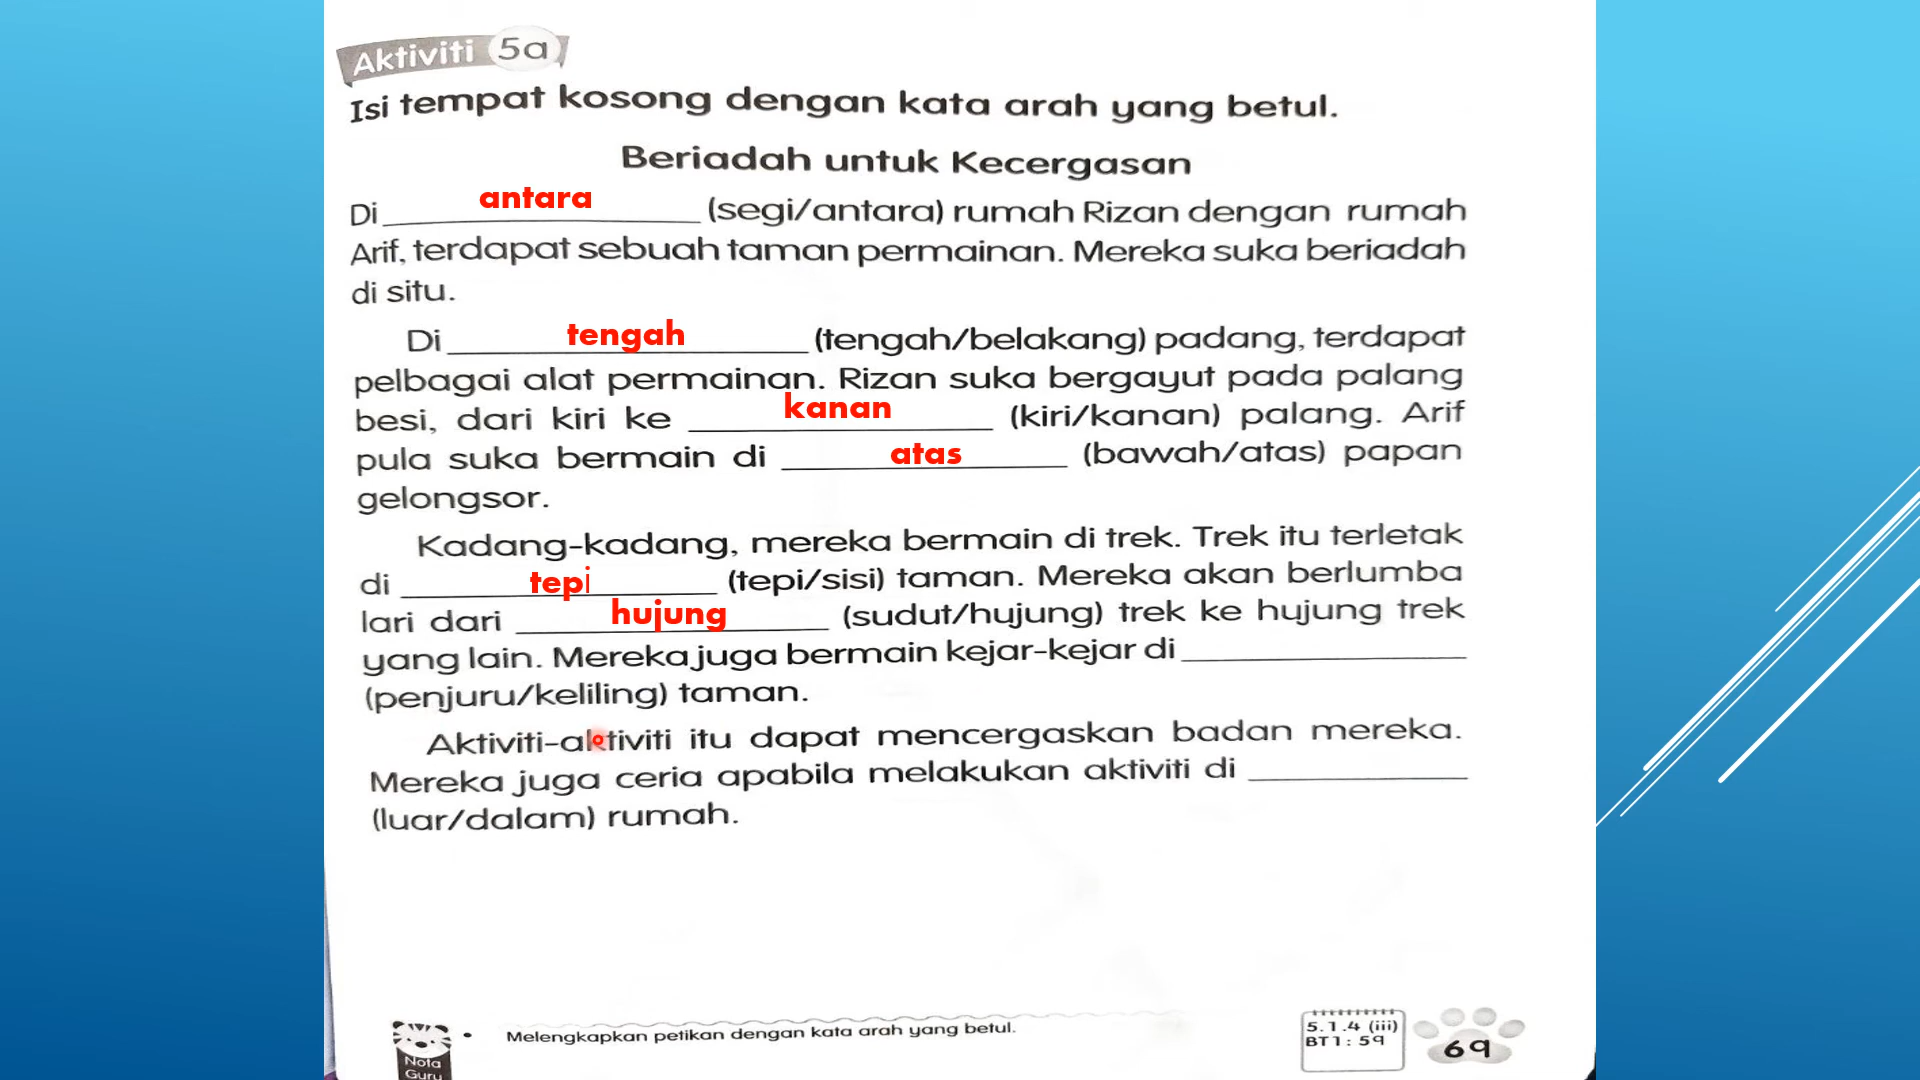 Aktiviti 5a
Isi tempat kosong dengan kata arah yang betul.
Beriadah untuk Kecergasan
Di antara (segi/antara) rumah Rizan dengan rumah
Arif, terdapat sebuah taman permainan. Mereka suka beriadah
di situ.
Di tengah (tengah/belakang) padang, terdapat
pelbagai alat permainan. Rizan suka bergayut pada palang
besi, dari kiri ke kanan (kiri/kanan) palang. Arif
pula suka bermain di atas (bawah/atas) papan
gelongsor.
Kadang-kadang, mereka bermain di trek. Trek itu terletak
di tepi (tepi/sisi) taman. Mereka akan berlumba
lari dari hujung (sudut/hujung) trek ke hujung trek
yang lain. Mereka juga bermain kejar-kejar di
(penjuru/keliling) taman.
Aktiviti-aktiviti itu dapat mencergaskan badan mereka.
Mereka juga ceria apabila melakukan aktiviti di
(luar/dalam) rumah.
Nota
Guru
• Melengkapkan petikan dengan kata arah yang betul.
5.1.4 (iii)
BT1: 59
69